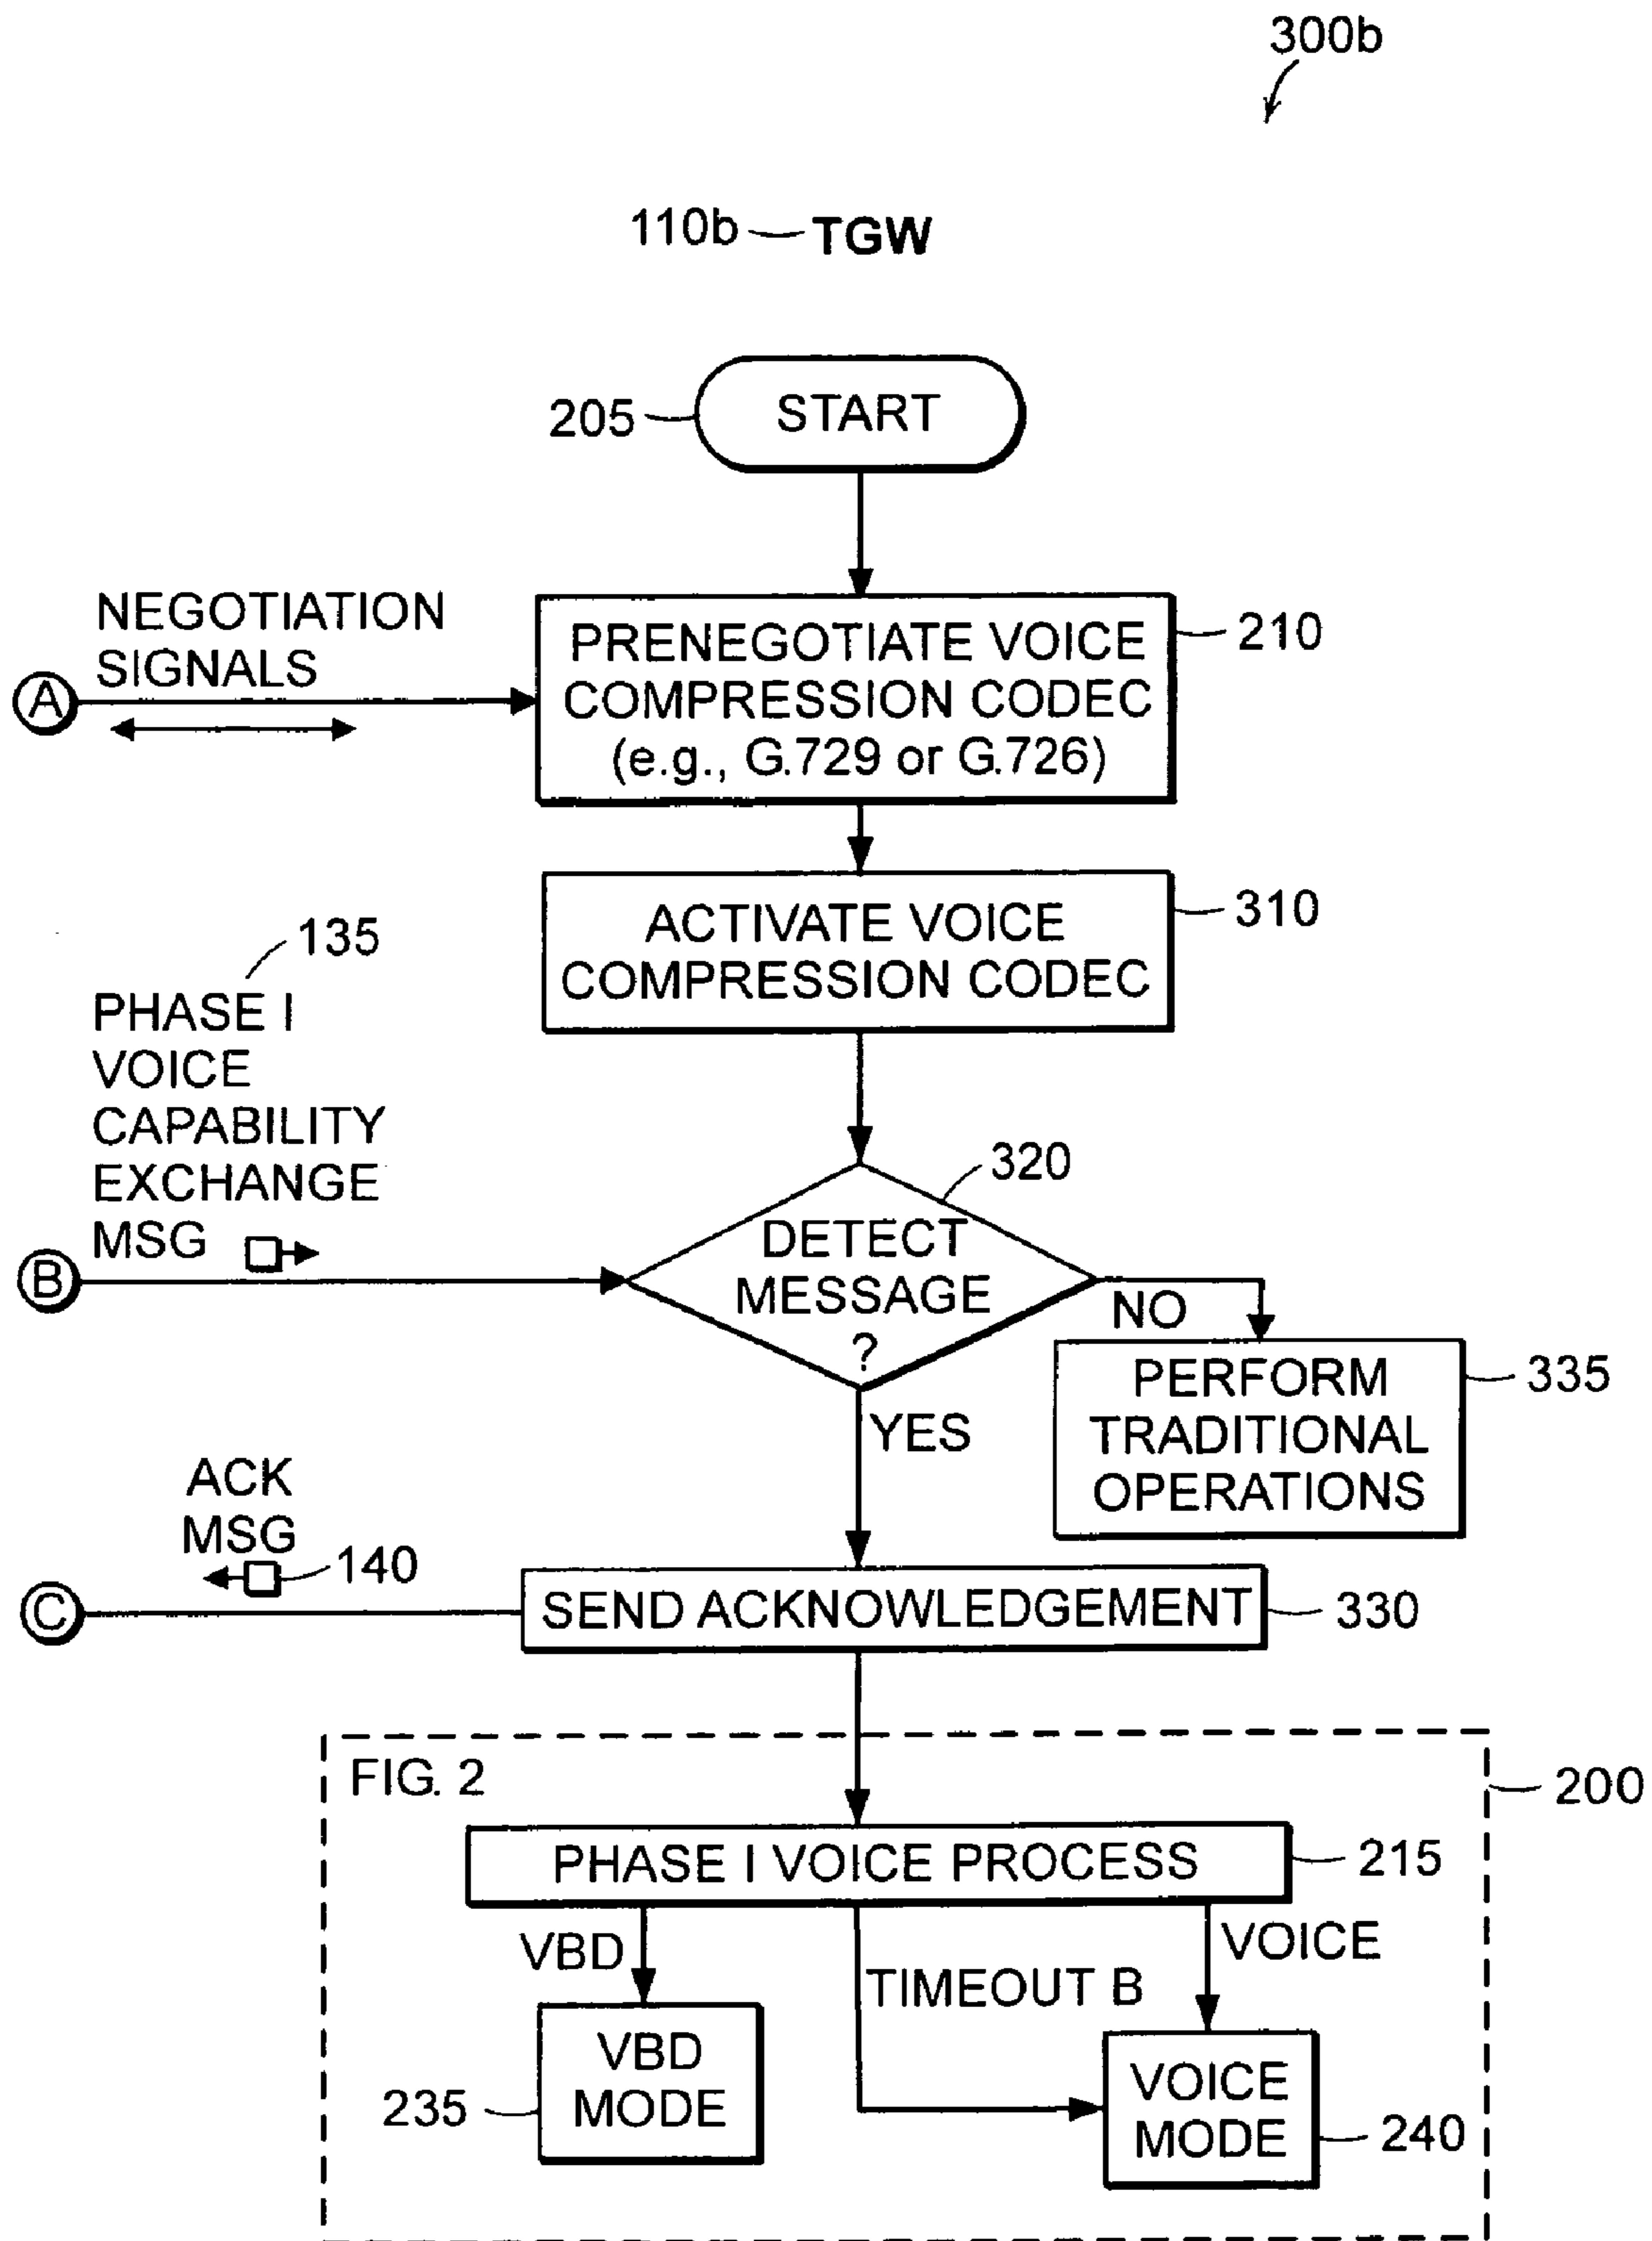 300b
110b TGW
205 START
NEGOTIATION
SIGNALS
A
PRENEGOTIATE VOICE
COMPRESSION CODEC
(e.g., G.729 or G.726)
210
ACTIVATE VOICE
COMPRESSION CODEC
310
135
PHASE I
VOICE
CAPABILITY
EXCHANGE
MSG
B
320
DETECT
MESSAGE
?
NO
PERFORM
TRADITIONAL
OPERATIONS
335
YES
ACK
MSG
140
C
SEND ACKNOWLEDGEMENT
330
FIG. 2
200
PHASE I VOICE PROCESS
215
VBD
TIMEOUT B
VOICE
VBD
MODE
235
VOICE
MODE
240